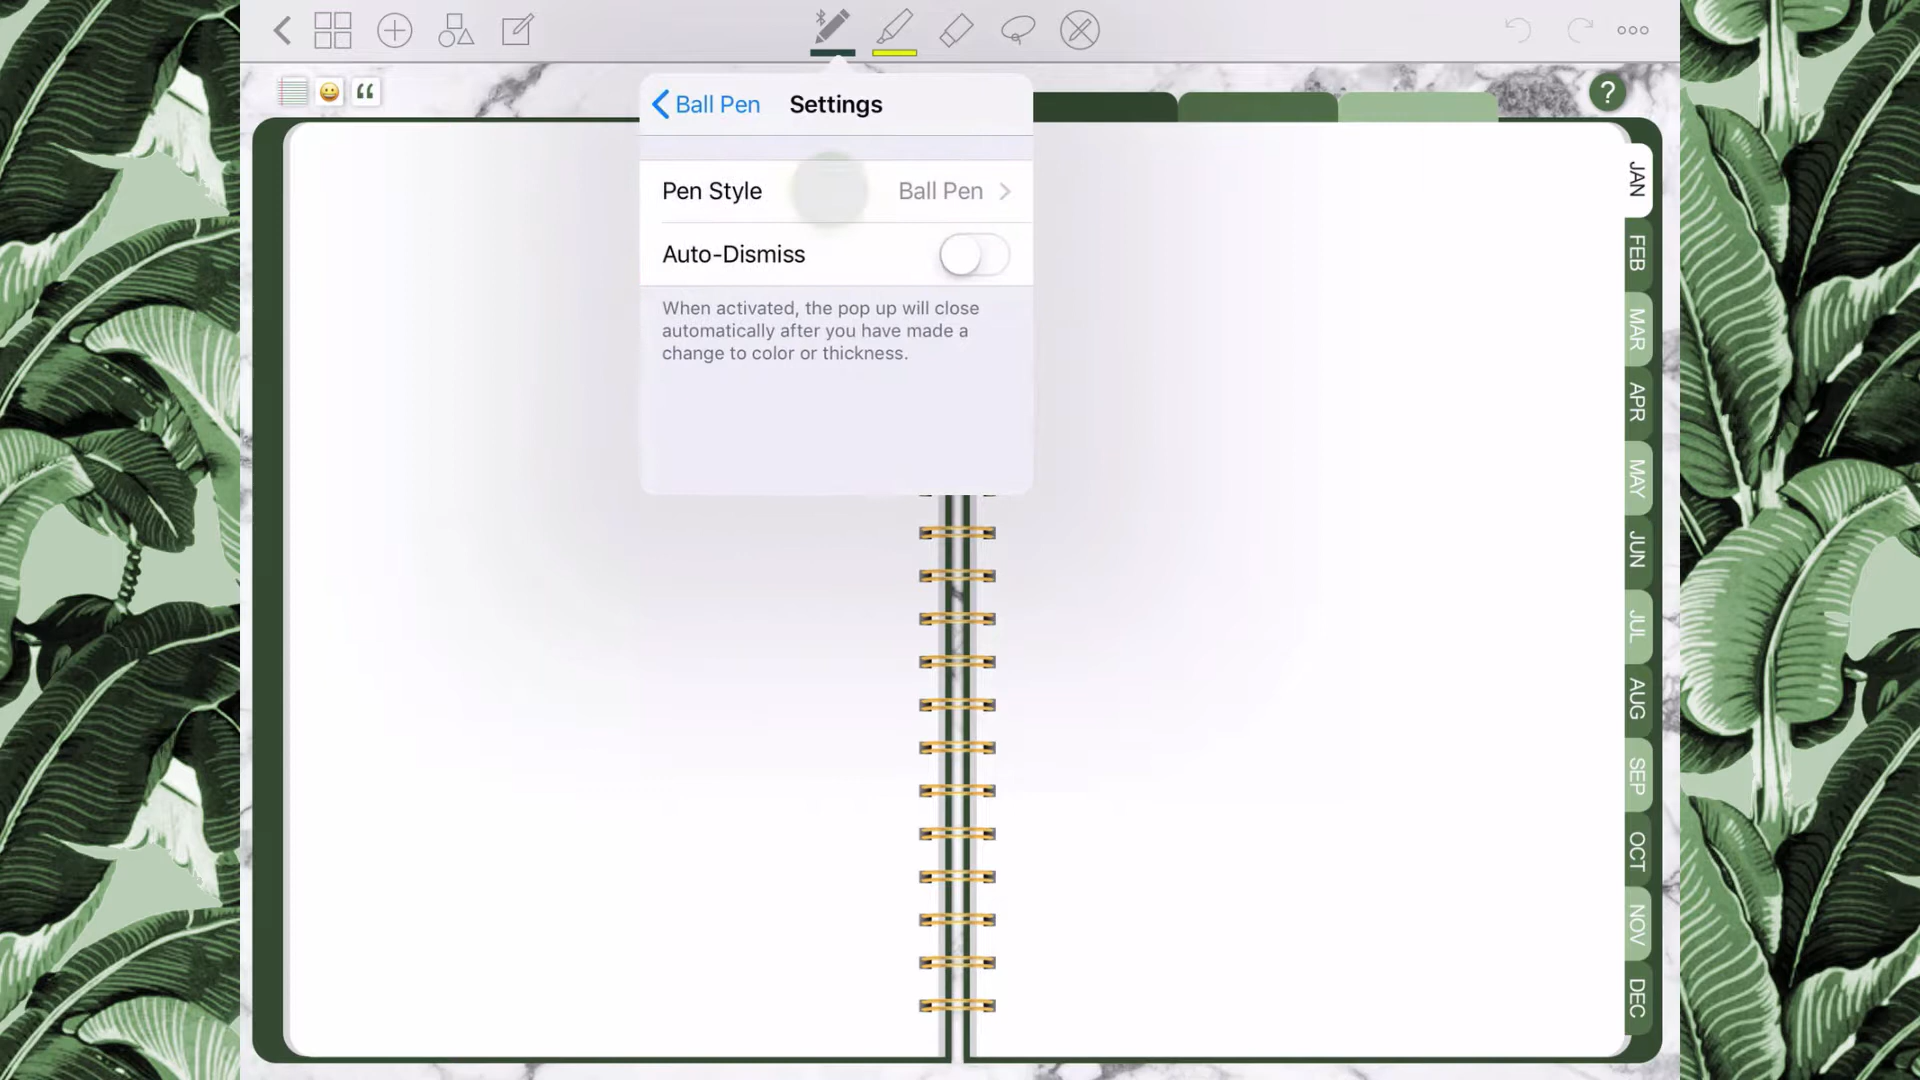 Ball Pen Settings
?
Pen Style Ball Pen
Auto-Dismiss
When activated, the pop up will close
automatically after you have made a
change to color or thickness.
JAN
FEB
MAR
APR
MAY
JUN
JUL
AUG
SEP
OCT
NOV
DEC